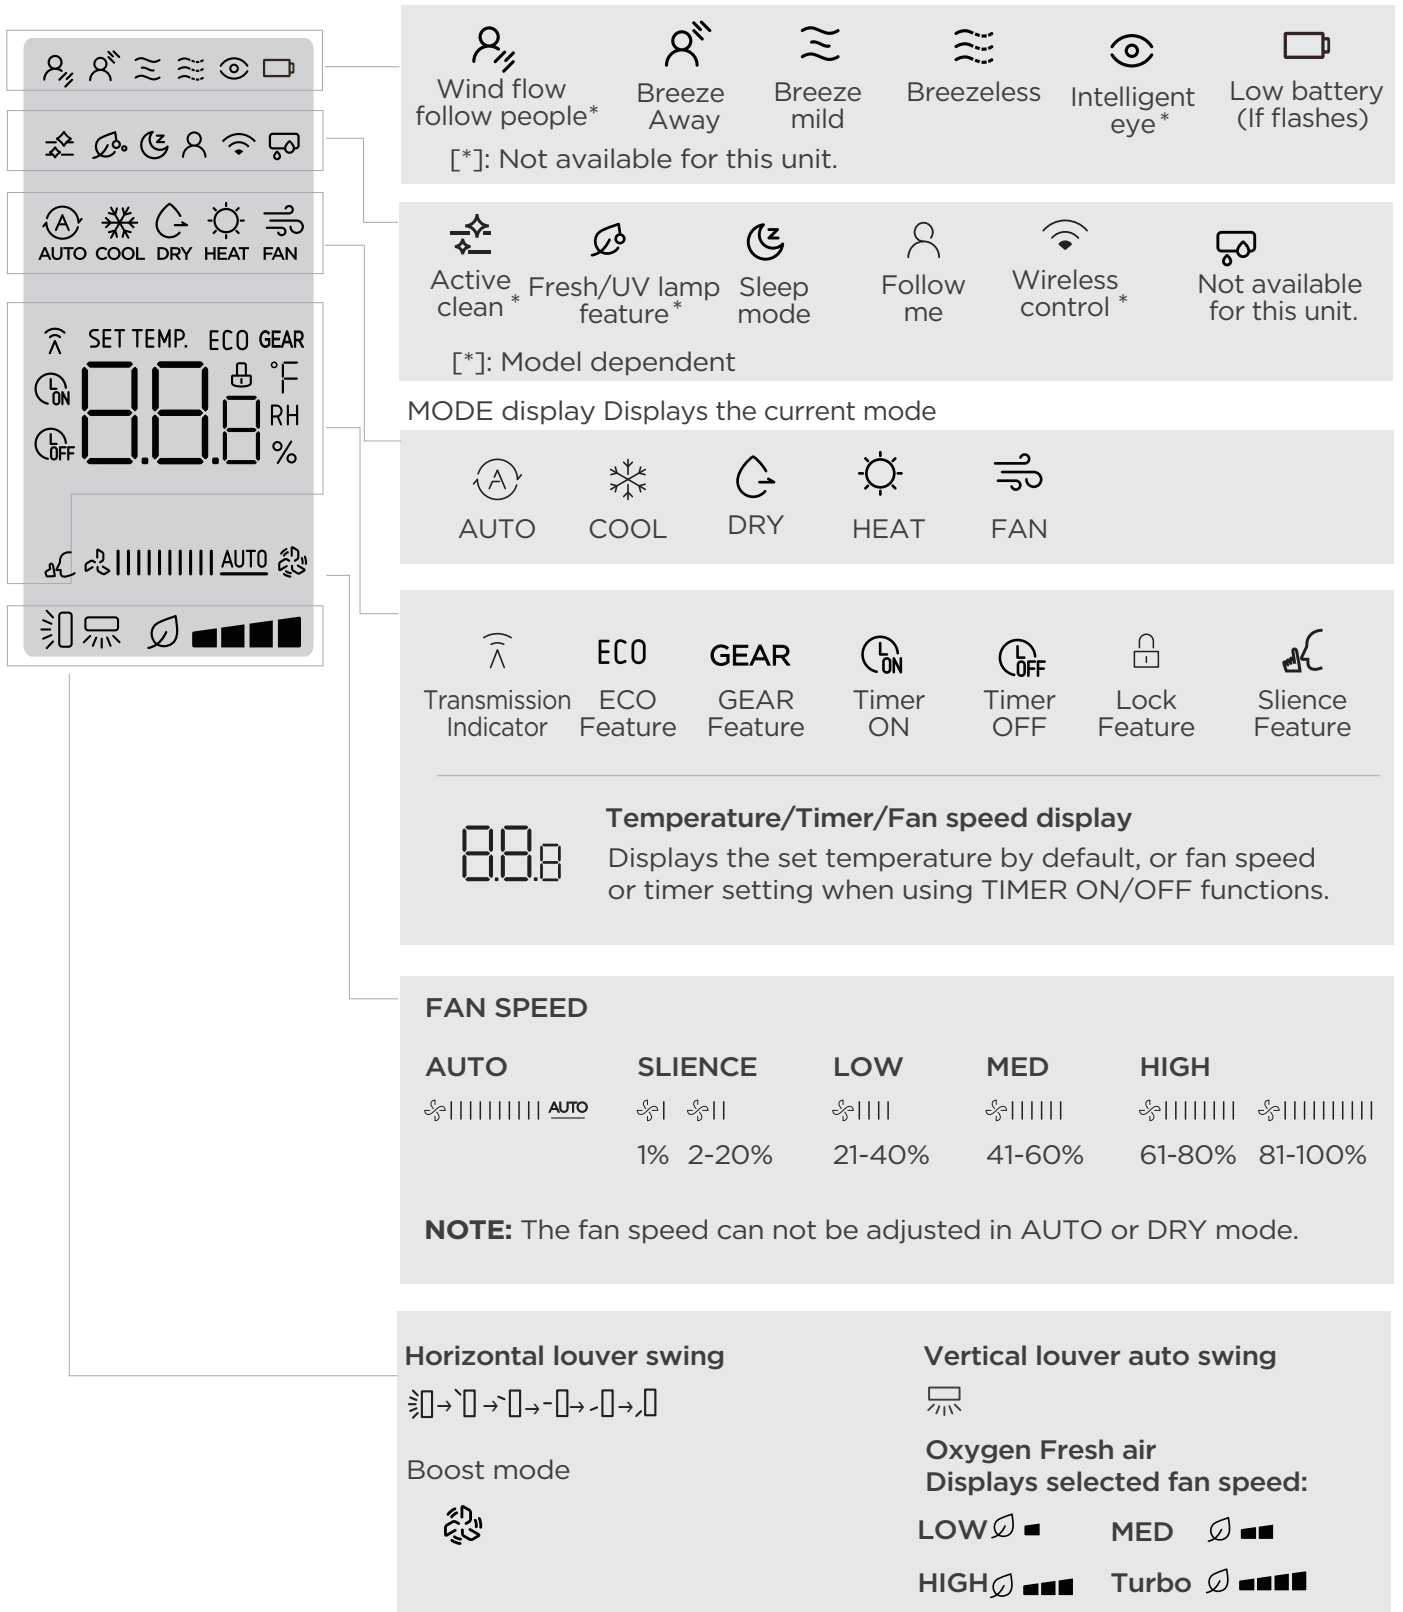 AUTO COOL DRY HEAT FAN
SET TEMP. ECO GEAR
ON
°F
RH
OFF
%
AUTO
Wind flow
follow people*
Breeze
Away
Breeze
mild
Breezeless
Intelligent
eye*
Low battery
(If flashes)
[*]: Not available for this unit.
Active
clean *
Fresh/UV lamp
feature*
Sleep
mode
Follow
me
Wireless
control *
Not available
for this unit.
[*]: Model dependent
MODE display Displays the current mode
AUTO COOL DRY HEAT FAN
ECO GEAR ON OFF
Transmission
Indicator
ECO
Feature
GEAR
Feature
Timer
ON
Timer
OFF
Lock
Feature
Slience
Feature
Temperature/Timer/Fan speed display
Displays the set temperature by default, or fan speed
or timer setting when using TIMER ON/OFF functions.
FAN SPEED
AUTO SLIENCE LOW MED HIGH
AUTO
1% 2-20% 21-40% 41-60% 61-80% 81-100%
NOTE: The fan speed can not be adjusted in AUTO or DRY mode.
Horizontal louver swing
Boost mode
Vertical louver auto swing
Oxygen Fresh air
Displays selected fan speed:
LOW MED
HIGH Turbo